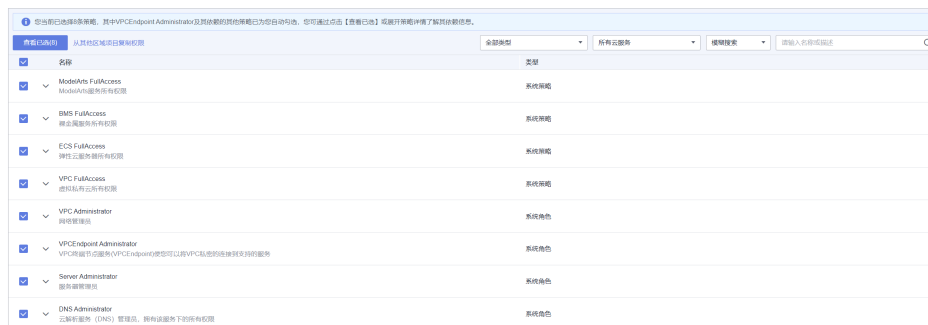 您当前已选择8条策略，其中VPCEndpoint Administrator及其依赖的其他策略已为您自动勾选，您可通过点击【查看已选】或展开策略详情了解其依赖信息。
查看已选(8) 从其他区域项目复制权限 全部类型 所有云服务 模糊搜索 请输入名称或描述
名称 类型
ModelArts FullAccess
ModelArts服务所有权限 系统策略
BMS FullAccess
裸金属服务所有权限 系统策略
ECS FullAccess
弹性云服务器所有权限 系统策略
VPC FullAccess
虚拟私有云所有权限 系统策略
VPC Administrator
网络管理员 系统角色
VPCEndpoint Administrator
VPC终端节点服务(VPCEndpoint)使您可以将VPC私密的连接到支持的服务 系统角色
Server Administrator
服务器管理员 系统角色
DNS Administrator
云解析服务（DNS）管理员，拥有该服务下的所有权限 系统角色